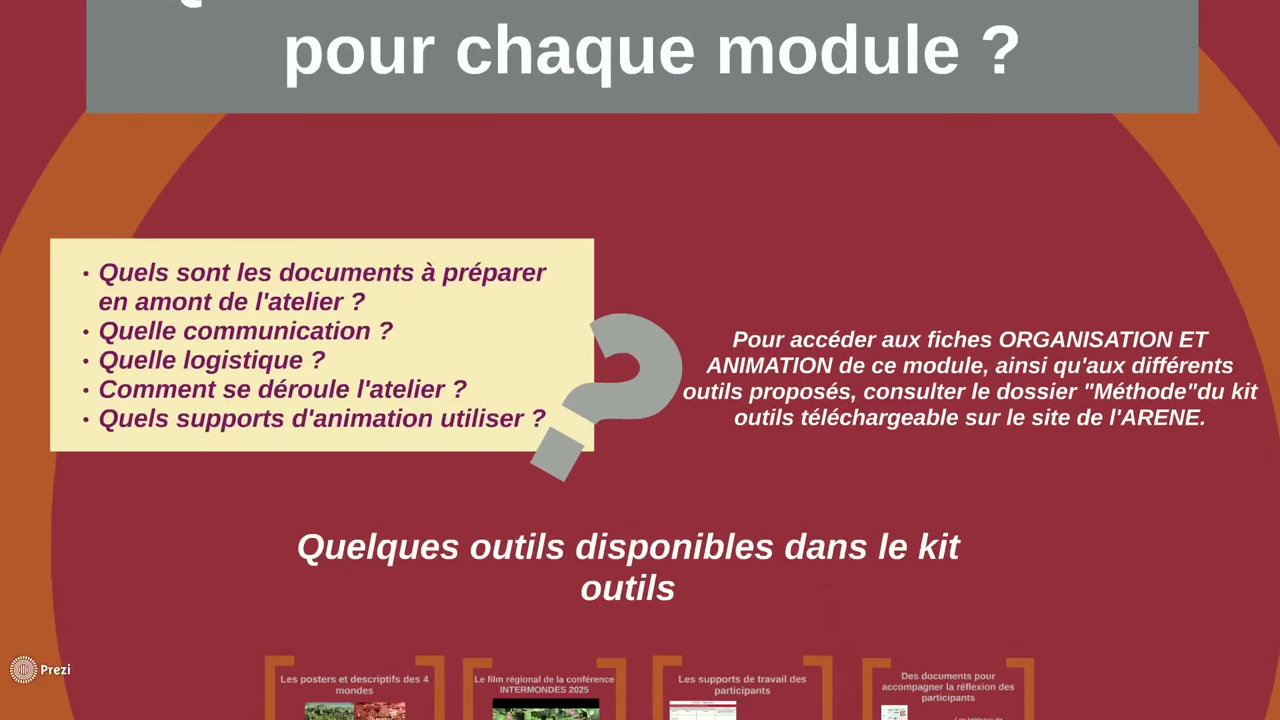 pour chaque module ?
• Quels sont les documents à préparer
en amont de l'atelier ?
• Quelle communication ?
• Quelle logistique ?
• Comment se déroule l'atelier ?
• Quels supports d'animation utiliser ?
?
Pour accéder aux fiches ORGANISATION ET
ANIMATION de ce module, ainsi qu'aux différents
outils proposés, consulter le dossier "Méthode"du kit
outils téléchargeable sur le site de l'ARENE.
Quelques outils disponibles dans le kit
outils
Les posters et descriptifs des 4
mondes
Le film régional de la conférence
INTERMONDES 2025
Les supports de travail des
participants
Des documents pour
accompagner la réflexion des
participants
Prezi